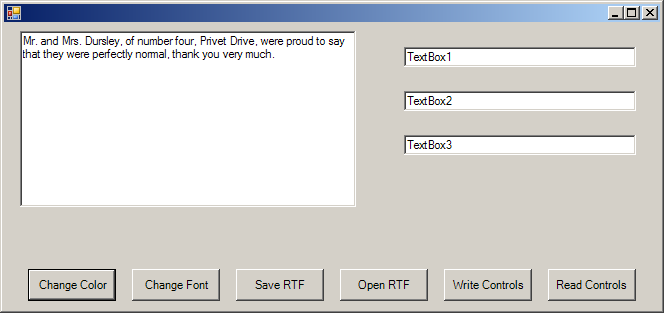 Mr. and Mrs. Dursley, of number four, Privet Drive, were proud to say
that they were perfectly normal, thank you very much.
TextBox1
TextBox2
TextBox3
Change Color
Change Font
Save RTF
Open RTF
Write Controls
Read Controls